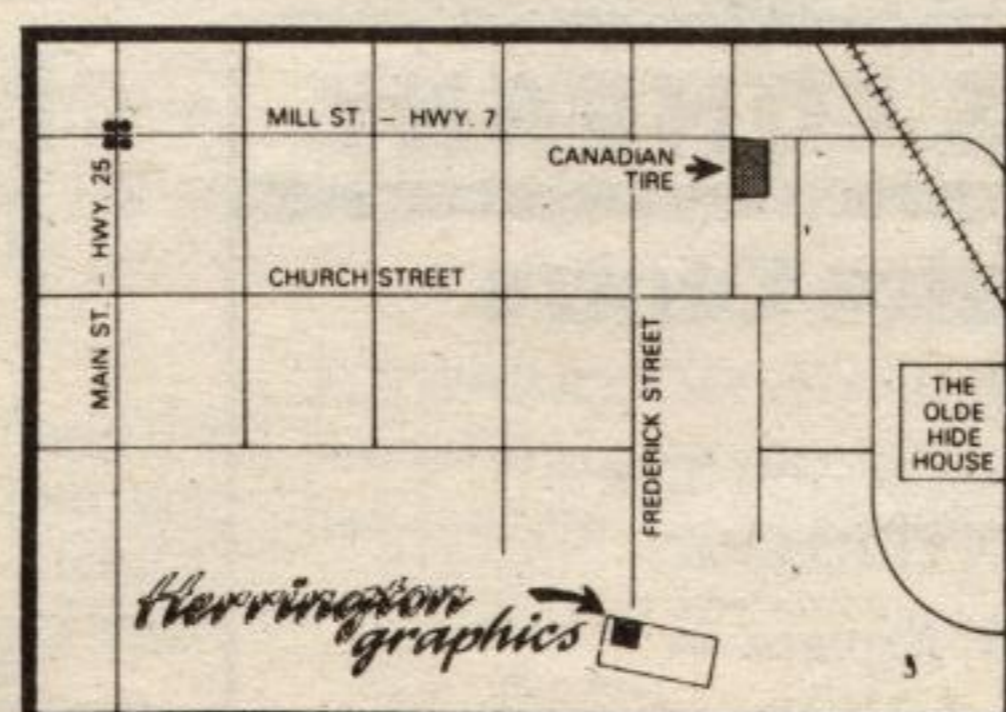 MILL ST. – HWY. 7
CANADIAN
TIRE
MAIN ST. – HWY. 25
CHURCH STREET
FREDERICK STREET
THE
OLDE
HIDE
HOUSE
Herrington
graphics